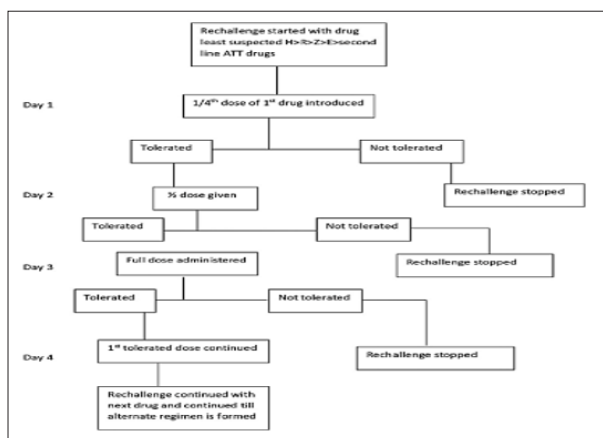 Rechallenge started with drug
least suspected H>R>Z>E>second
line ATT drugs
Day 1
1/4th dose of 1st drug introduced
Tolerated
Not tolerated
Rechallenge stopped
Day 2
½ dose given
Tolerated
Not tolerated
Rechallenge stopped
Day 3
Full dose administered
Tolerated
Not tolerated
Day 4
1st tolerated dose continued
Rechallenge stopped
Rechallenge continued with
next drug and continued till
alternate regimen is formed